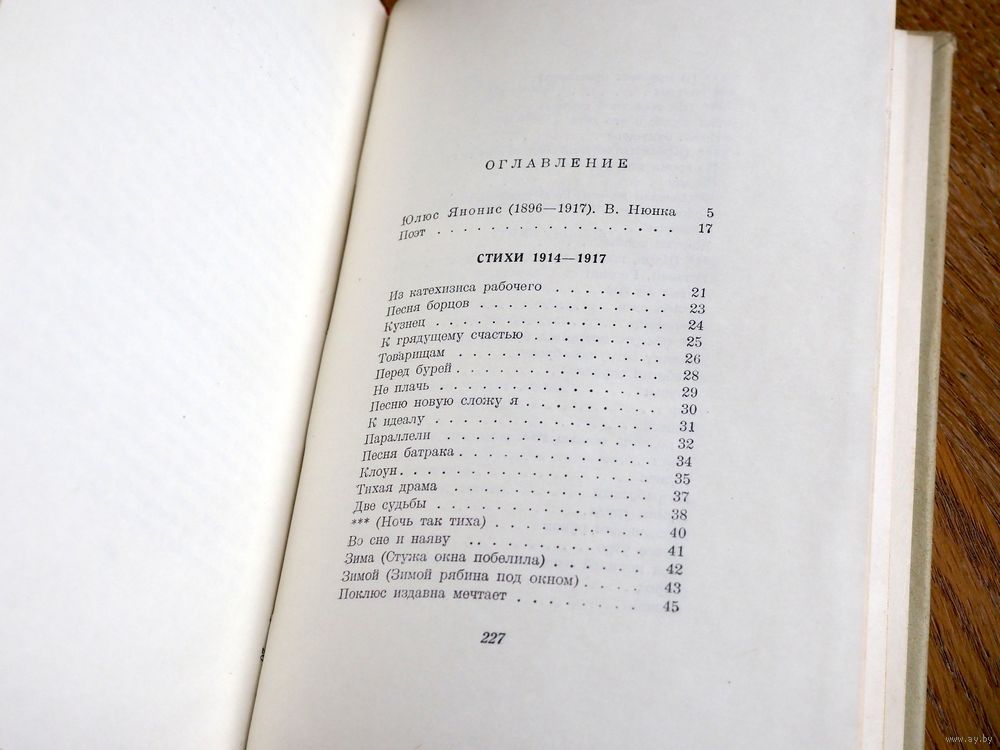 ОГЛАВЛЕНИЕ
Юлюс Янонис (1896—1917). В. Нюнка 5
Поэт . . . . . . . . . . . . . . . . . 17
СТИХИ 1914—1917
Из катехизиса рабочего . . . . . . . . 21
Песня борцов . . . . . . . . . . . . 23
Кузнец . . . . . . . . . . . . . . . 24
К грядущему счастью . . . . . . . . . 25
Товарищам . . . . . . . . . . . . . 26
Перед бурей . . . . . . . . . . . . . 28
Не плачь . . . . . . . . . . . . . . 29
Песню новую сложу я . . . . . . . . . 30
К идеалу . . . . . . . . . . . . . . 31
Параллели . . . . . . . . . . . . . 32
Песня батрака . . . . . . . . . . . . 34
Клоун . . . . . . . . . . . . . . . 35
Тихая драма . . . . . . . . . . . . 37
Две судьбы . . . . . . . . . . . . . 38
*** (Ночь так тиха) . . . . . . . . . . 40
Во сне и наяву . . . . . . . . . . . 41
Зима (Стужа окна побелила) . . . . . . 42
Зимой (Зимой рябина под окном) . . . . 43
Поклюс издавна мечтает . . . . . . . . 45
227
www.ay.by